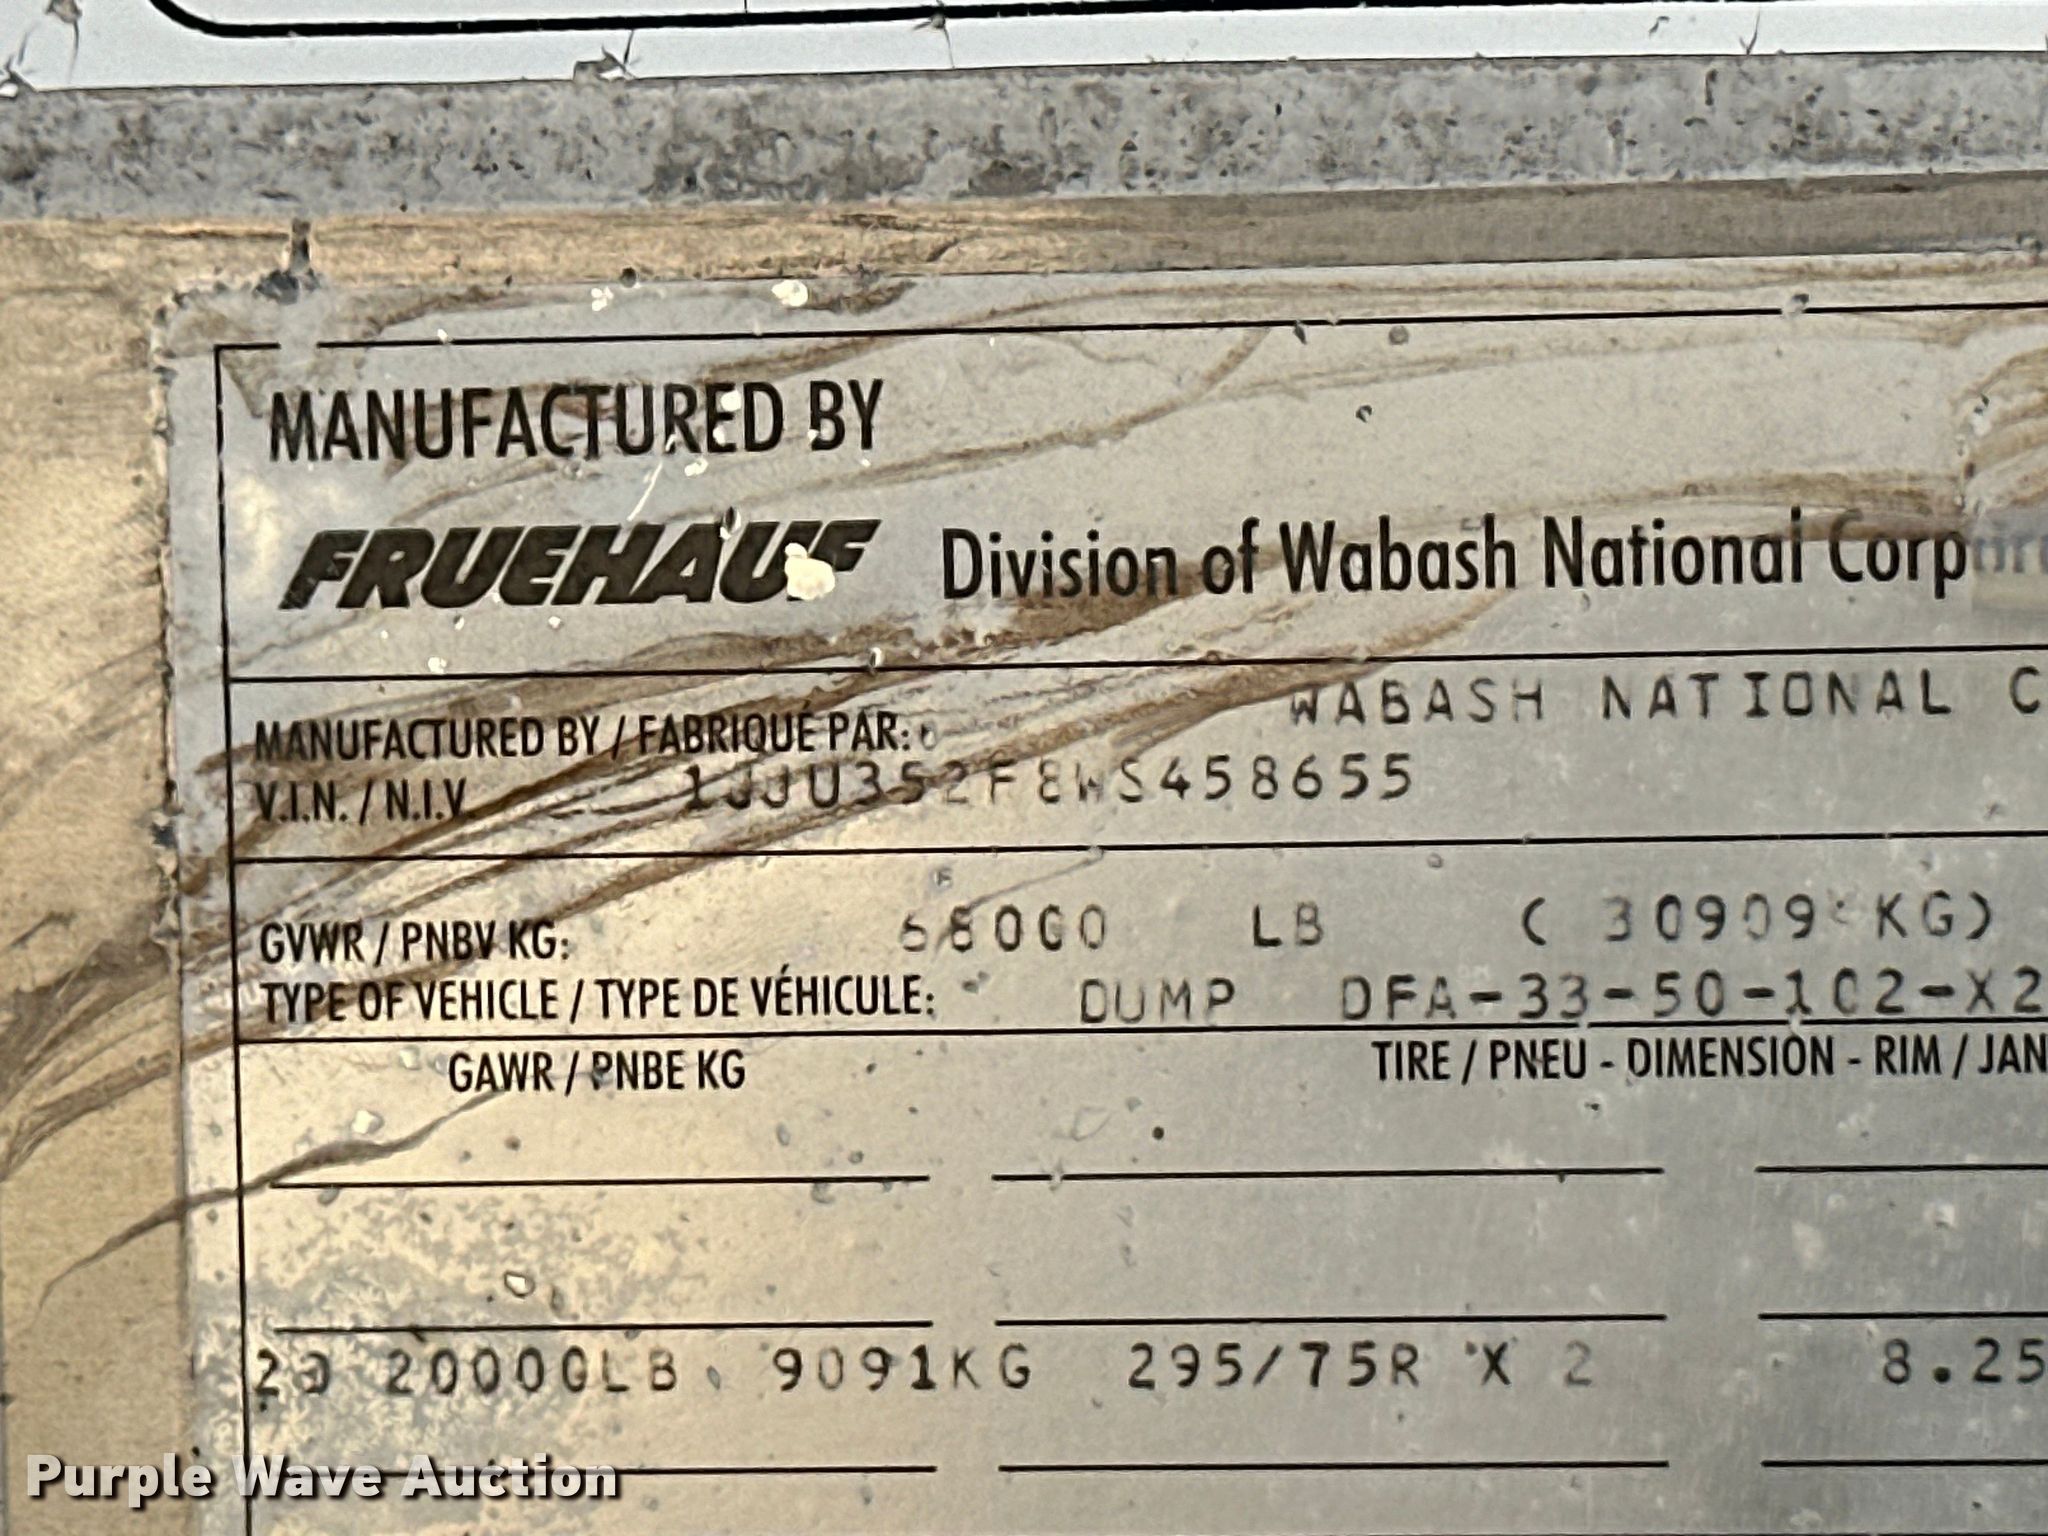 MANUFACTURED BY
FRUEHAUF Division of Wabash National Corp
MANUFACTURED BY / FABRIQUÉ PAR: WABASH NATIONAL C
V.I.N. / N.I.V. 1JJU352F8WS458655
GVWR / PNBV KG: 68000 LB ( 30909 KG)
TYPE OF VEHICLE / TYPE DE VÉHICULE: DUMP DFA-33-50-102-X2
GAWR / PNBE KG TIRE / PNEU - DIMENSION - RIM / JAN
20000LB 9091KG 295/75R X 2 8.25
Purple Wave Auction